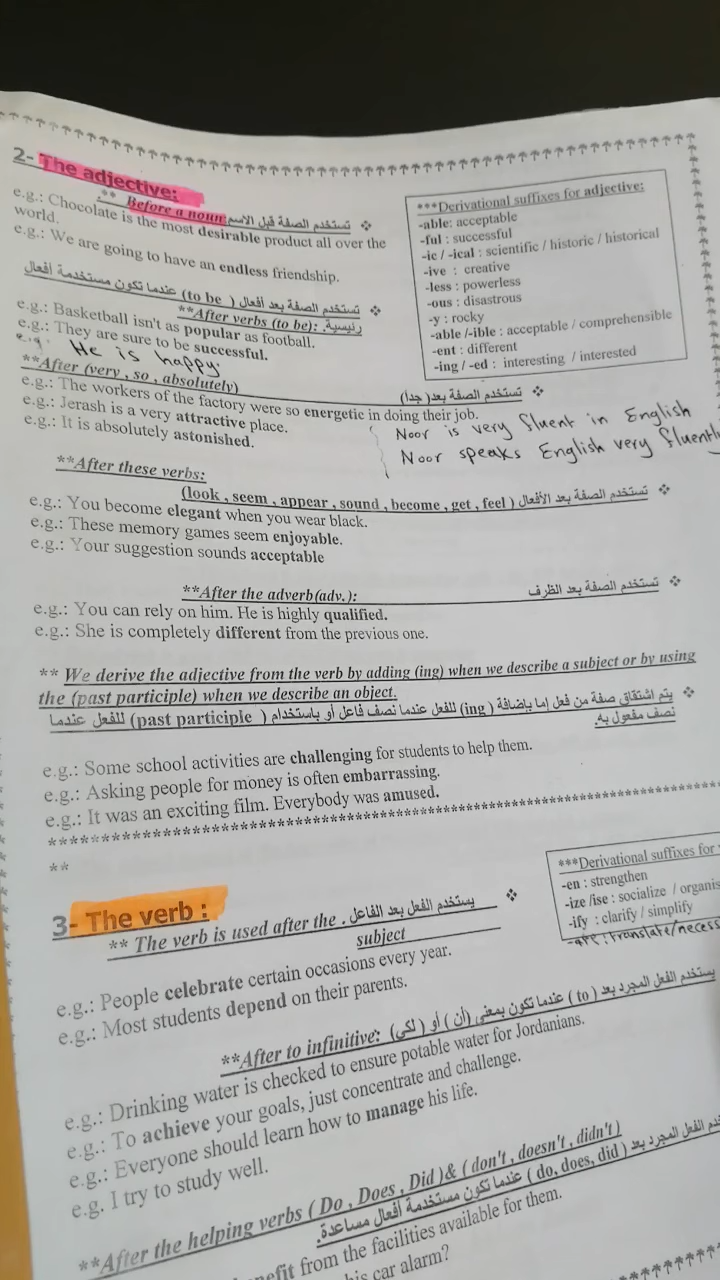 2- The adjective:
** Before a noun: تستخدم الصفة قبل الاسم ❖
e.g.: Chocolate is the most desirable product all over the
world.
e.g.: We are going to have an endless friendship.
تستخدم الصفة بعد أفعال ( to be ) عندما تكون مستخدمة أفعال ❖
**After verbs (to be): رئيسية.
e.g.: Basketball isn't as popular as football.
e.g.: They are sure to be successful.
e.g. He is happy.
**After (very , so , absolutely)
تستخدم الصفة بعد( جدا) ❖
e.g.: The workers of the factory were so energetic in doing their job.
e.g.: Jerash is a very attractive place.
e.g.: It is absolutely astonished.
Noor is very fluent in English
Noor speaks English very fluently
***Derivational suffixes for adjective:
-able: acceptable
-ful : successful
-ic / -ical : scientific / historic / historical
-ive : creative
-less : powerless
-ous : disastrous
-y : rocky
-able /-ible : acceptable / comprehensible
-ent : different
-ing / -ed : interesting / interested
**After these verbs:
(look , seem , appear , sound , become , get , feel ) تستخدم الصفة بعد الأفعال ❖
e.g.: You become elegant when you wear black.
e.g.: These memory games seem enjoyable.
e.g.: Your suggestion sounds acceptable
**After the adverb(adv.): تستخدم الصفة بعد الظرف ❖
e.g.: You can rely on him. He is highly qualified.
e.g.: She is completely different from the previous one.
** We derive the adjective from the verb by adding (ing) when we describe a subject or by using
the (past participle) when we describe an object.
يتم اشتقاق صفة من فعل إما بإضافة ( ing) للفعل عندما نصف فاعل أو باستخدام ( past participle) للفعل عندما ❖
نصف مفعول به.
e.g.: Some school activities are challenging for students to help them.
e.g.: Asking people for money is often embarrassing.
e.g.: It was an exciting film. Everybody was amused.
**
3- The verb :
** The verb is used after the . يستخدم الفعل بعد الفاعل ❖
subject
e.g.: People celebrate certain occasions every year.
e.g.: Most students depend on their parents.
***Derivational suffixes for
-en : strengthen
-ize /ise : socialize / organis
-ify : clarify / simplify
-ate : translate/necess
**After to infinitive: يستخدم الفعل المجرد بعد ( to ) عندما تكون بمعنى (أن ) أو (لكي)
e.g.: Drinking water is checked to ensure potable water for Jordanians.
e.g.: To achieve your goals, just concentrate and challenge.
e.g.: Everyone should learn how to manage his life.
e.g. I try to study well.
**After the helping verbs ( Do , Does , Did )& ( don't , doesn't , didn't )
الفعل المجرد بعد ( do, does, did ) عندما تكون مستخدمة أفعال مساعدة.
from the facilities available for them.
his car alarm?